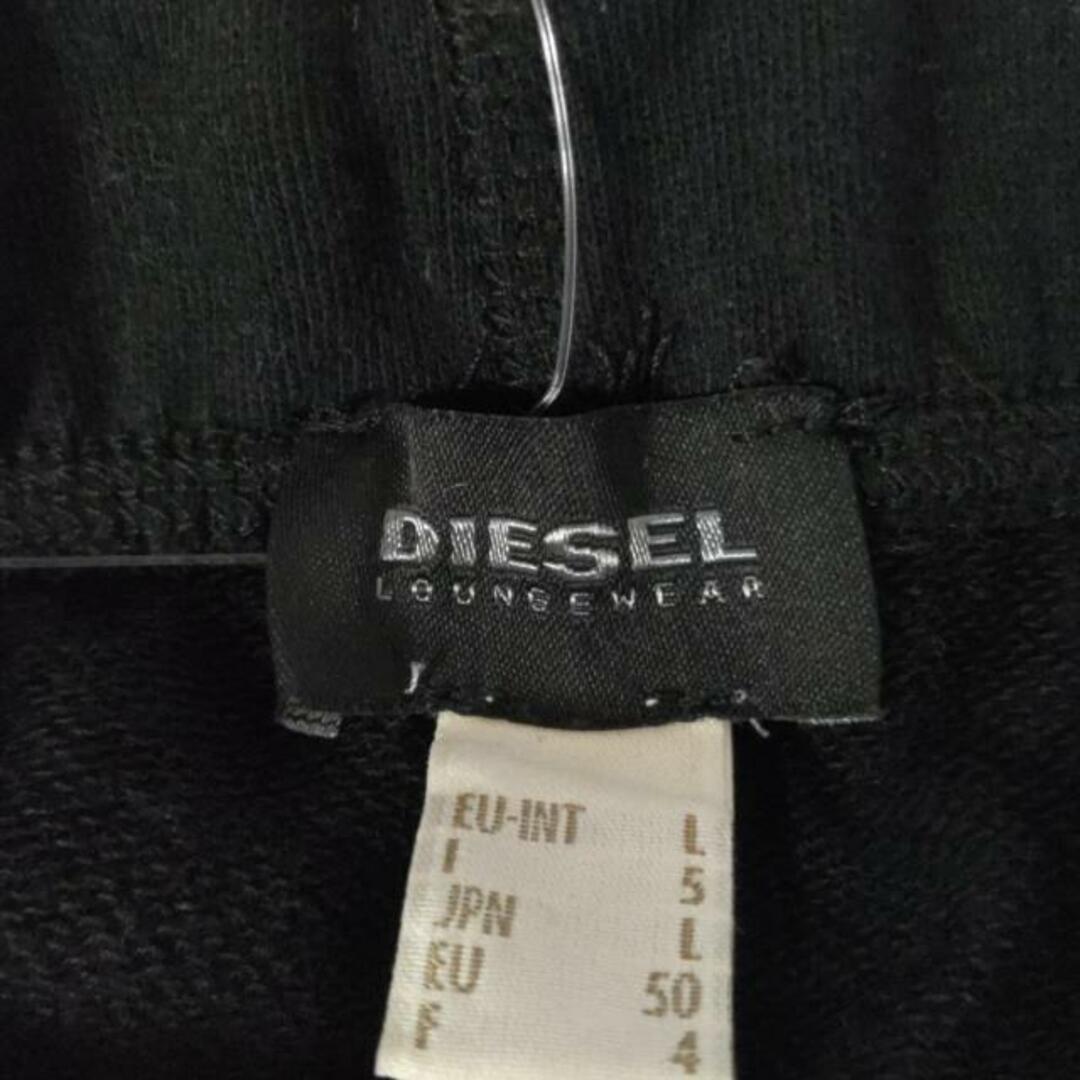 DIESEL
LOUNGEWEAR
EU-INT L
I 5
JPN L
EU 50
F 4